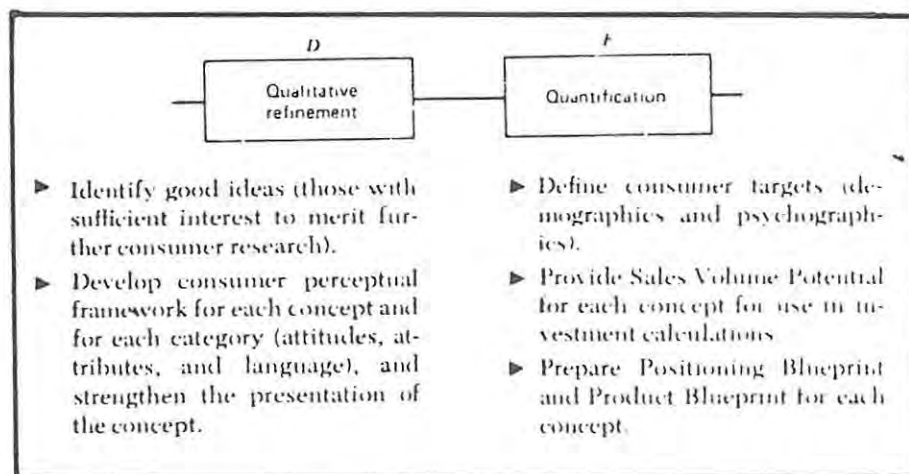 D
Qualitative
refinement
Quantification
▶ Identify good ideas (those with
sufficient interest to merit fur-
ther consumer research).
▶ Develop consumer perceptual
framework for each concept and
for each category (attitudes, at-
tributes, and language), and
strengthen the presentation of
the concept.
▶ Define consumer targets (de-
mographics and psychograph-
ics).
▶ Provide Sales Volume Potential
for each concept for use in in-
vestment calculations.
▶ Prepare Positioning Blueprint
and Product Blueprint for each
concept.